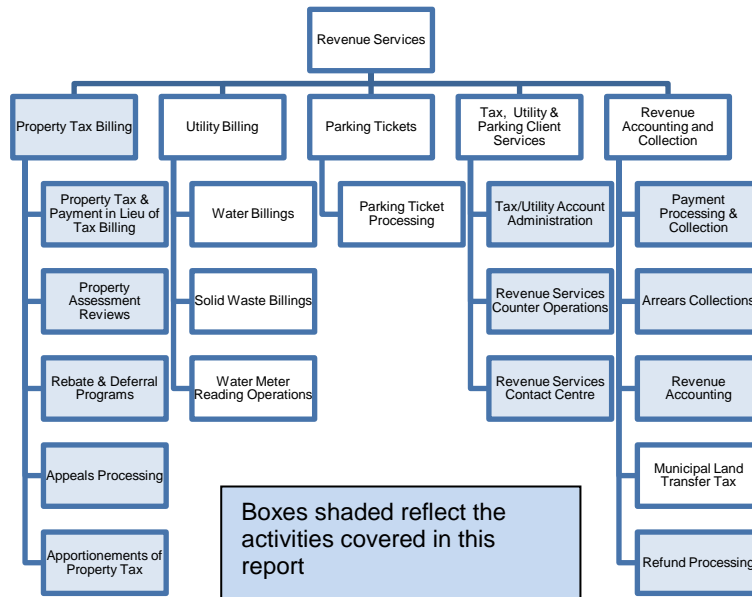 Revenue Services
Property Tax Billing
Utility Billing
Parking Tickets
Tax, Utility &
Parking Client
Services
Revenue
Accounting and
Collection
Property Tax &
Payment in Lieu of
Tax Billing
Water Billings
Parking Ticket
Processing
Tax/Utility Account
Administration
Payment
Processing &
Collection
Property
Assessment
Reviews
Solid Waste Billings
Revenue Services
Counter Operations
Arrears Collections
Rebate & Deferral
Programs
Water Meter
Reading Operations
Revenue Services
Contact Centre
Revenue
Accounting
Appeals Processing
Municipal Land
Transfer Tax
Apportionements of
Property Tax
Refund Processing
Boxes shaded reflect the
activities covered in this
report